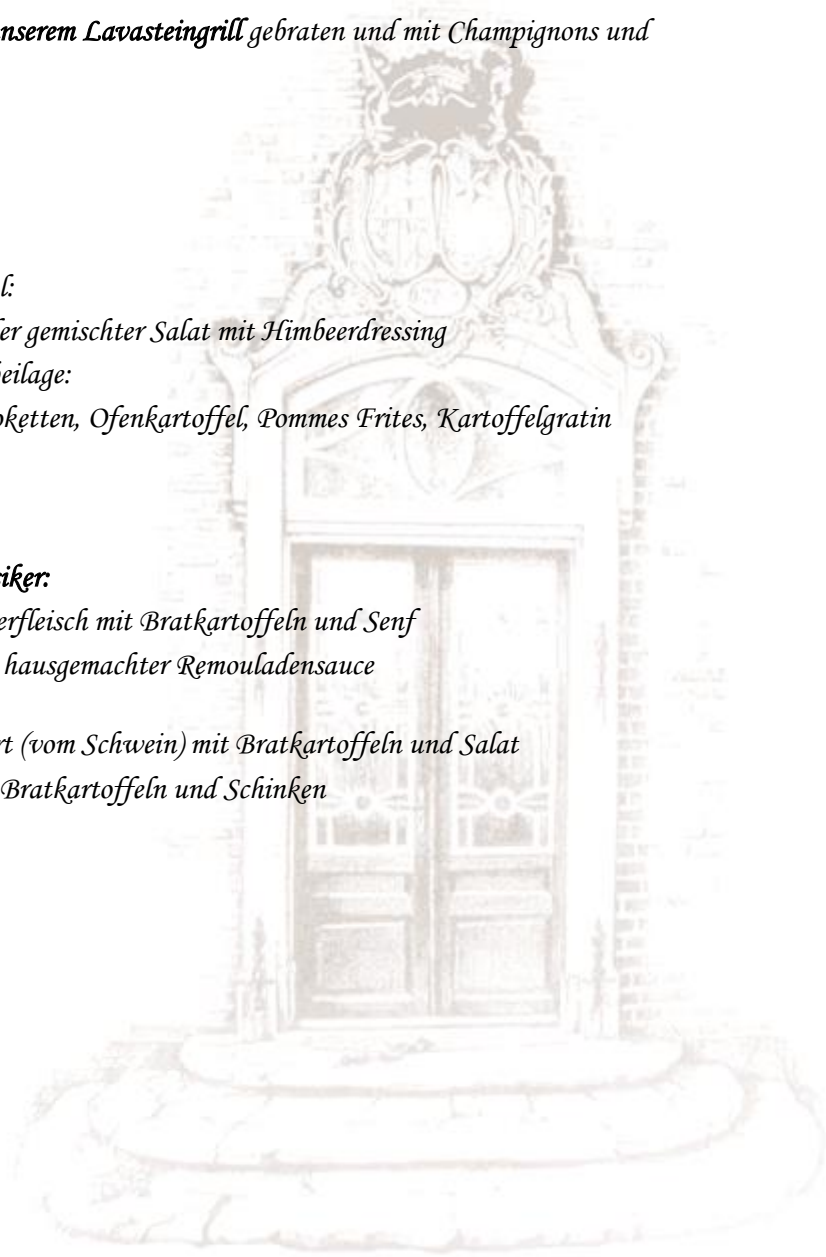 nserem Lavasteingrill gebraten und mit Champignons und
l:
er gemischter Salat mit Himbeerdressing
eilage:
oketten, Ofenkartoffel, Pommes Frites, Kartoffelgratin
iker:
erfleisch mit Bratkartoffeln und Senf
hausgemachter Remouladensauce
rt (vom Schwein) mit Bratkartoffeln und Salat
Bratkartoffeln und Schinken